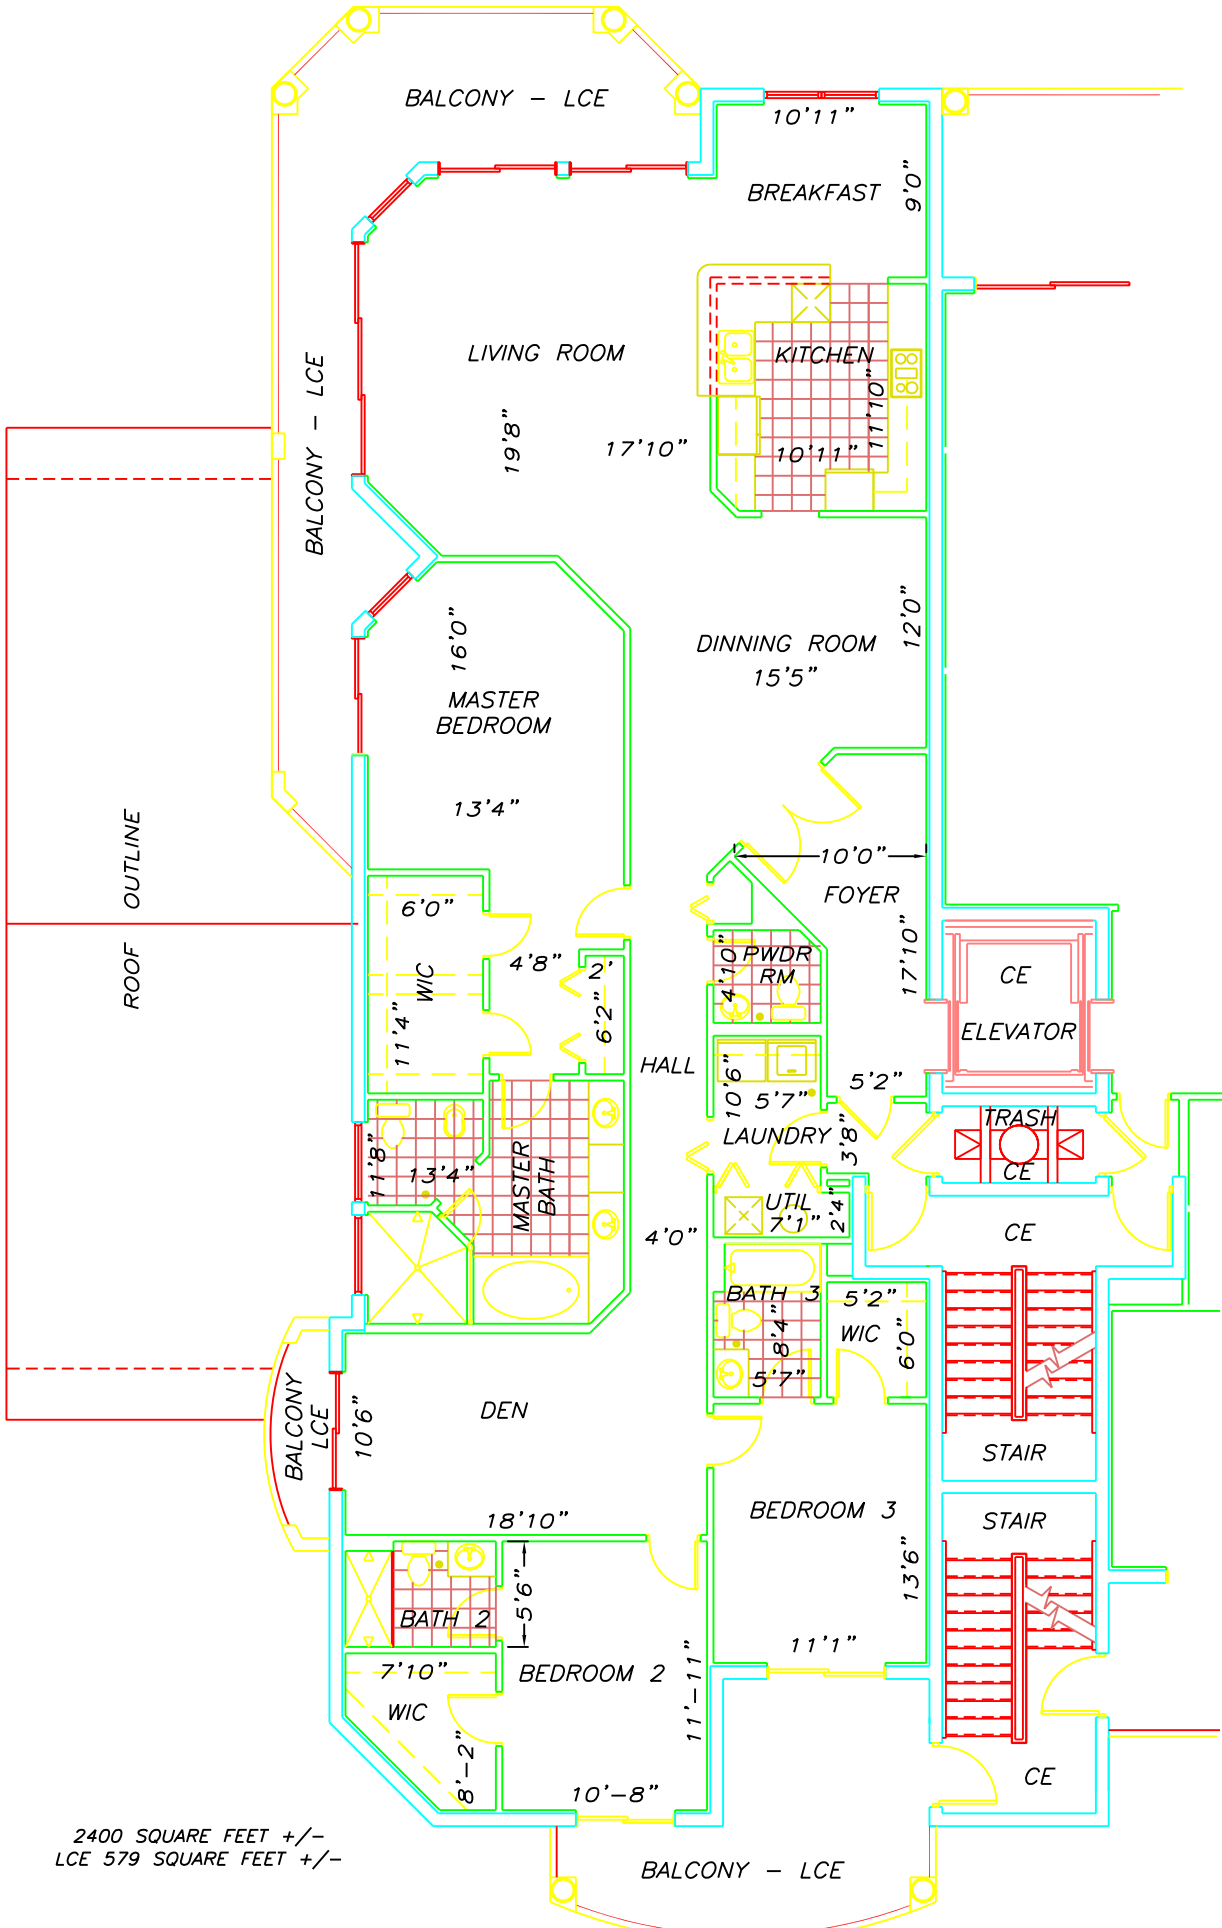 BALCONY - LCE
10'11"
BREAKFAST
9'0"
LIVING ROOM
KITCHEN
BALCONY - LCE
19'8"
17'10"
10'11"
11'10"
16'0"
DINNING ROOM
15'5"
12'0"
MASTER
BEDROOM
13'4"
ROOF OUTLINE
10'0"
FOYER
17'10"
6'0"
WIC
11'4"
4'8"
2'
6'2"
4'10"
PWDR
RM
CE
ELEVATOR
HALL
10'6"
5'7"
5'2"
LAUNDRY
3'8"
TRASH
CE
11'8"
13'4"
MASTER
BATH
UTIL
7'1"
2'4"
4'0"
CE
BATH 3
8'4"
5'7"
5'2"
WIC
6'0"
BALCONY
LCE
10'6"
DEN
18'10"
STAIR
BEDROOM 3
STAIR
13'6"
11'1"
BATH 2
5'6"
7'10"
WIC
8'-2"
BEDROOM 2
11'-11"
10'-8"
CE
2400 SQUARE FEET +/-
LCE 579 SQUARE FEET +/-
BALCONY - LCE